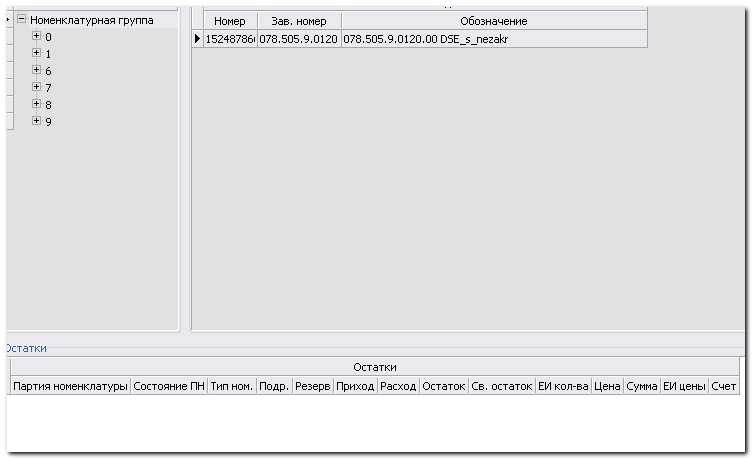 Номенклатурная группа
0
1
6
7
8
9
Номер Зав. номер Обозначение
078.505.9.0120 078.505.9.0120.00 DSE_s_nezakr
Остатки
Остатки
Партия номенклатуры Состояние ПН Тип ном. Подр. Резерв Приход Расход Остаток Св. остаток ЕИ кол-ва Цена Сумма ЕИ цены Счет